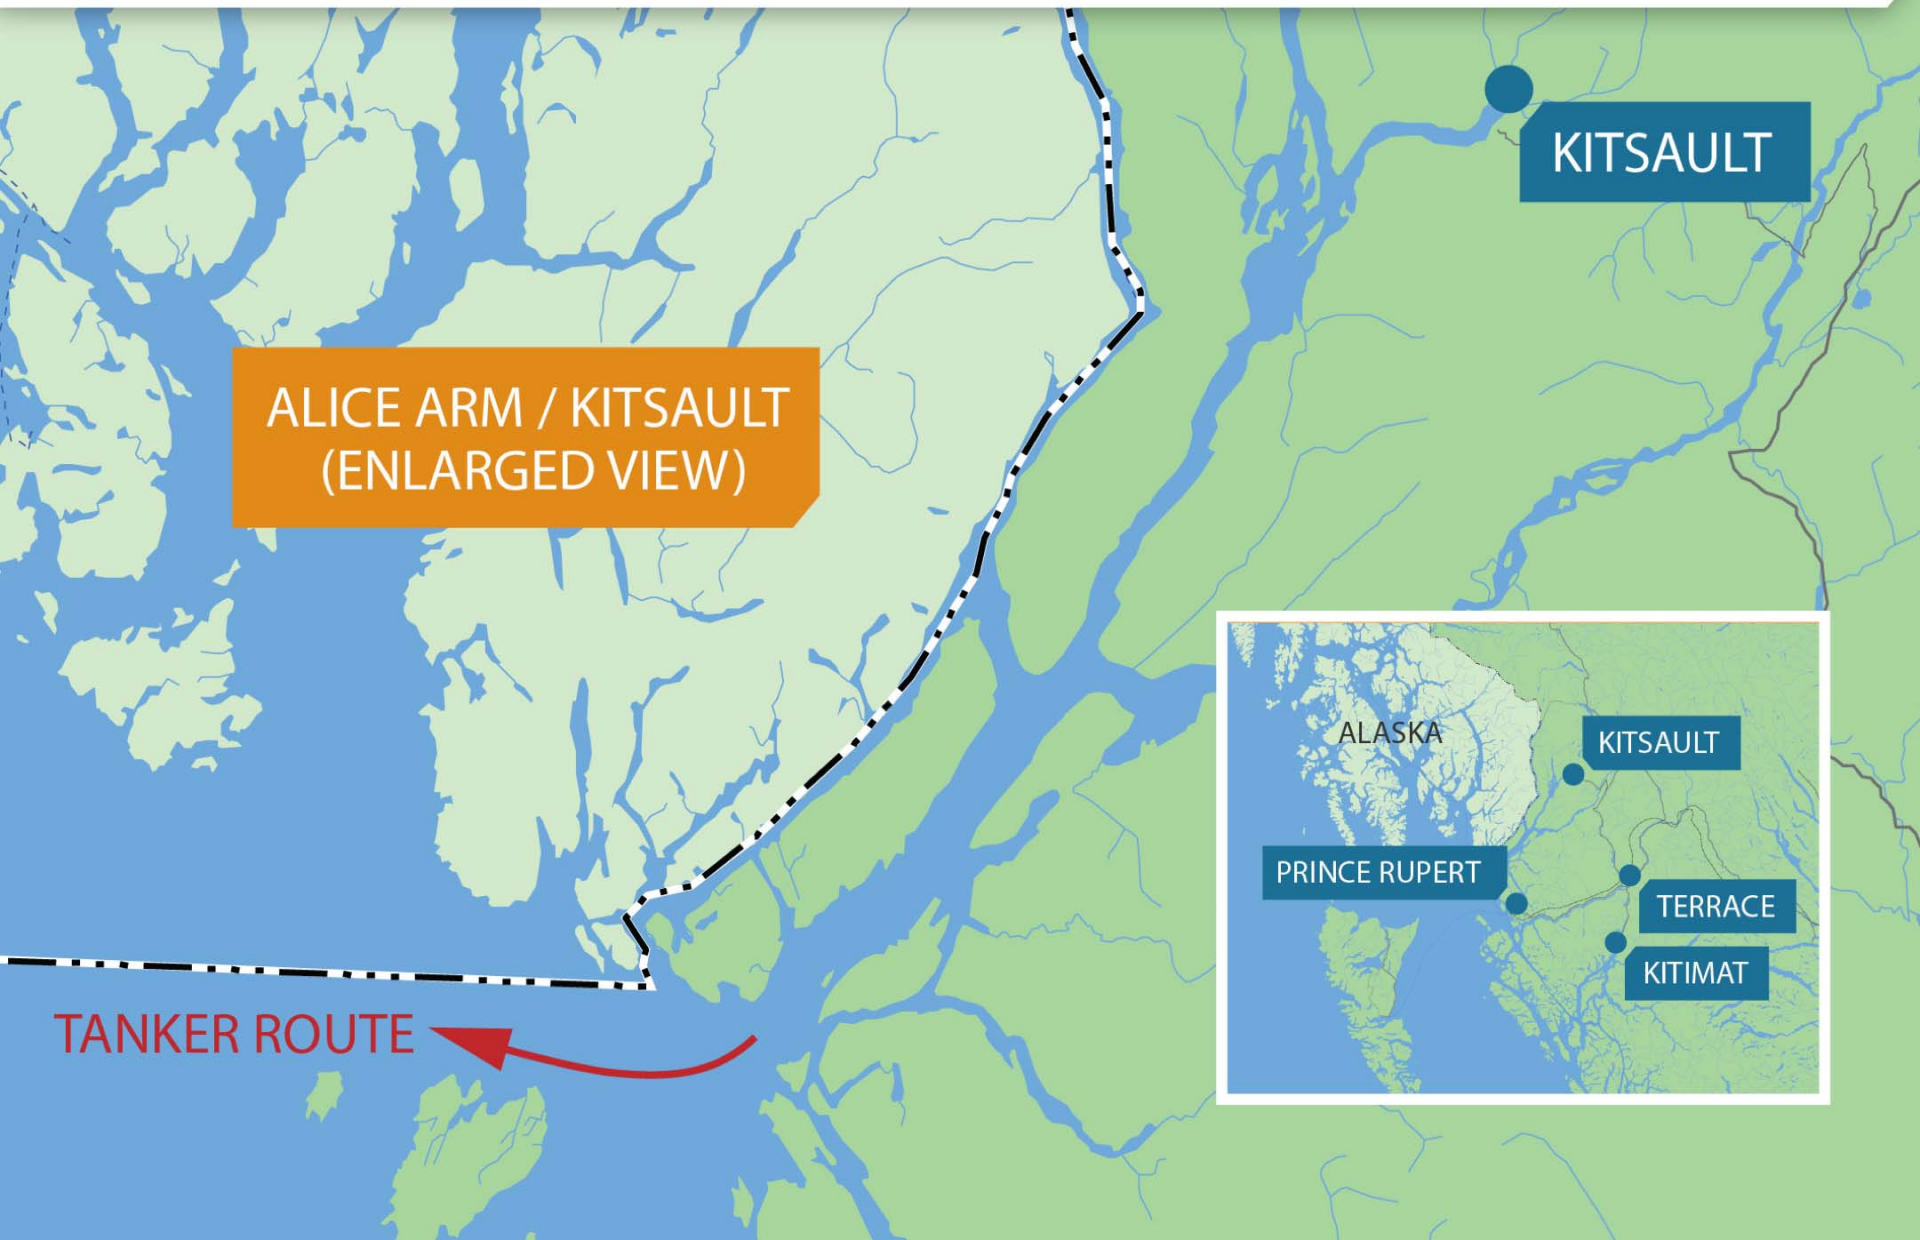 KITSAULT
ALICE ARM / KITSAULT
(ENLARGED VIEW)
TANKER ROUTE
ALASKA
KITSAULT
PRINCE RUPERT
TERRACE
KITIMAT